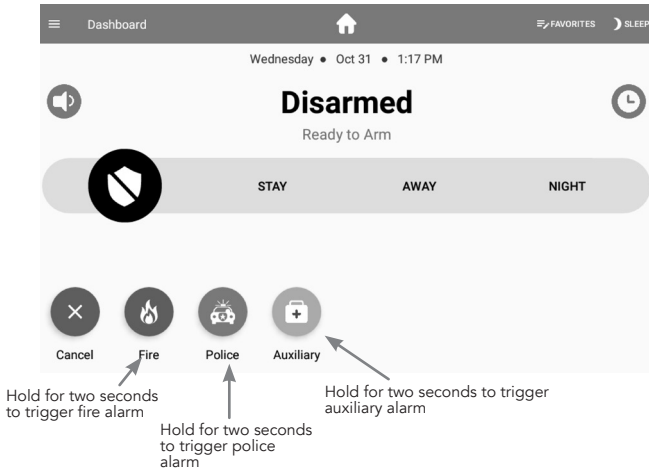 Dashboard
FAVORITES
SLEEP
Wednesday • Oct 31 • 1:17 PM
Disarmed
Ready to Arm
STAY
AWAY
NIGHT
Cancel
Fire
Police
Auxiliary
Hold for two seconds
to trigger fire alarm
Hold for two seconds
to trigger police
alarm
Hold for two seconds to trigger
auxiliary alarm